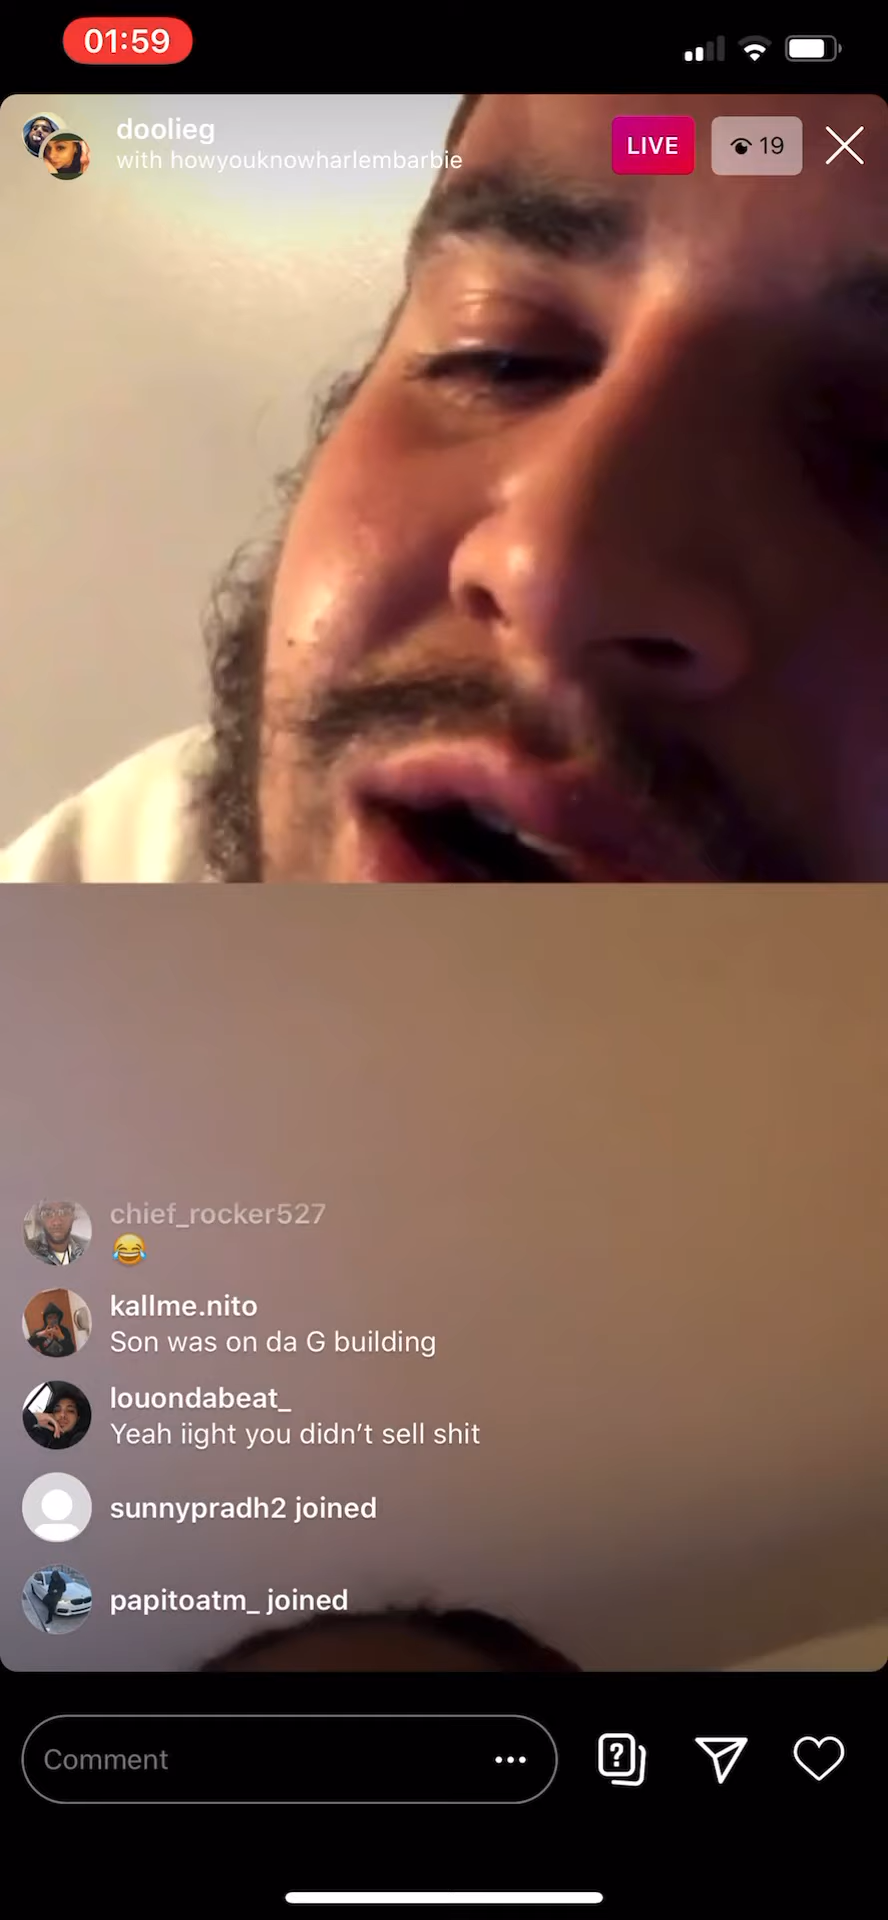 01:59
doolieg
with howyouknowharlembarbie
LIVE
19
chief_rocker527
😂
kallme.nito
Son was on da G building
louondabeat_
Yeah iight you didn’t sell shit
sunnypradh2 joined
papitoatm_ joined
Comment